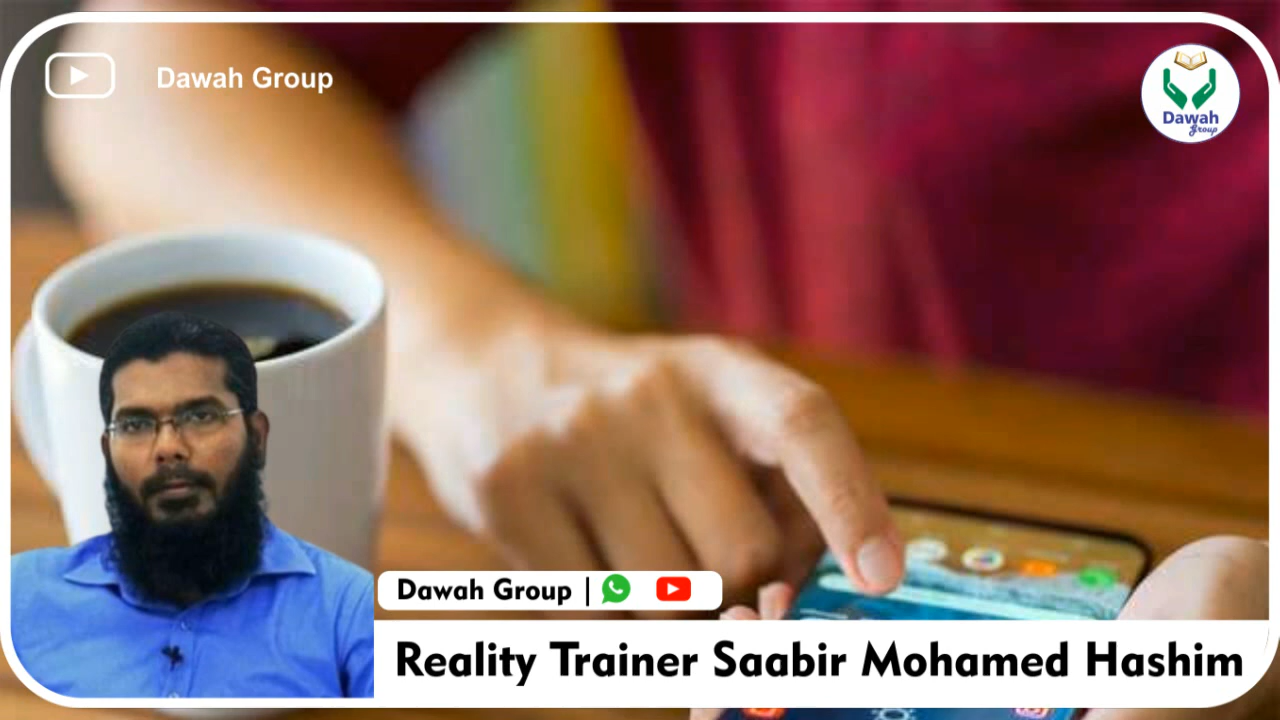 Dawah Group
Dawah
Group
Dawah Group |
Reality Trainer Saabir Mohamed Hashim